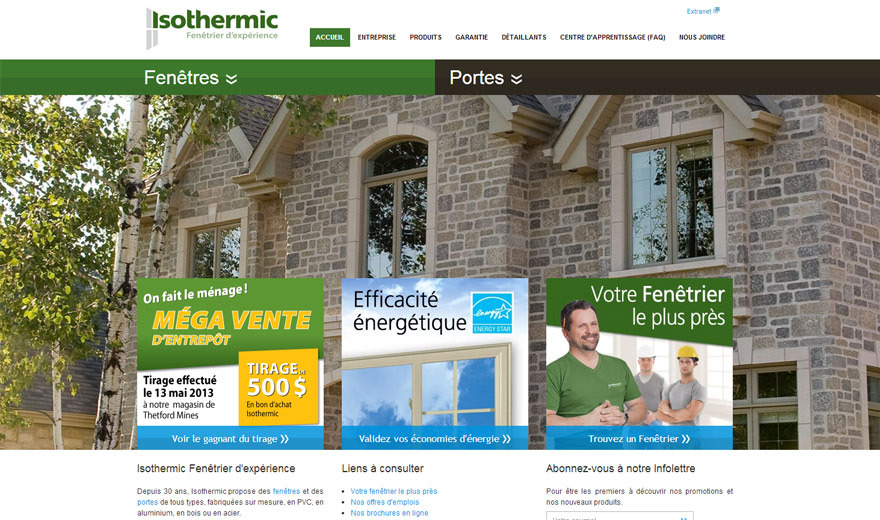 Isothermic
Fenêtrier d'expérience
Extranet
ACCUEIL ENTREPRISE PRODUITS GARANTIE DÉTAILLANTS CENTRE D'APPRENTISSAGE (FAQ) NOUS JOINDRE
Fenêtres
Portes
On fait le ménage !
MÉGA VENTE
D'ENTREPÔT
Tirage effectué
le 13 mai 2013
à notre magasin de
Thetford Mines
TIRAGE DE
500 $
En bon d'achat
Isothermic
Voir le gagnant du tirage
Efficacité
énergétique
energy
ENERGY STAR
Validez vos économies d'énergie
Votre Fenêtrier
le plus près
Trouvez un Fenêtrier
Isothermic Fenêtrier d'expérience
Depuis 30 ans, Isothermic propose des fenêtres et des
portes de tous types, fabriquées sur mesure, en PVC, en
aluminium, en bois ou en acier.
Liens à consulter
Votre fenêtrier le plus près
Nos offres d'emplois
Nos brochures en ligne
Abonnez-vous à notre Infolettre
Pour être les premiers à découvrir nos promotions et
nos nouveaux produits.
Votre courriel